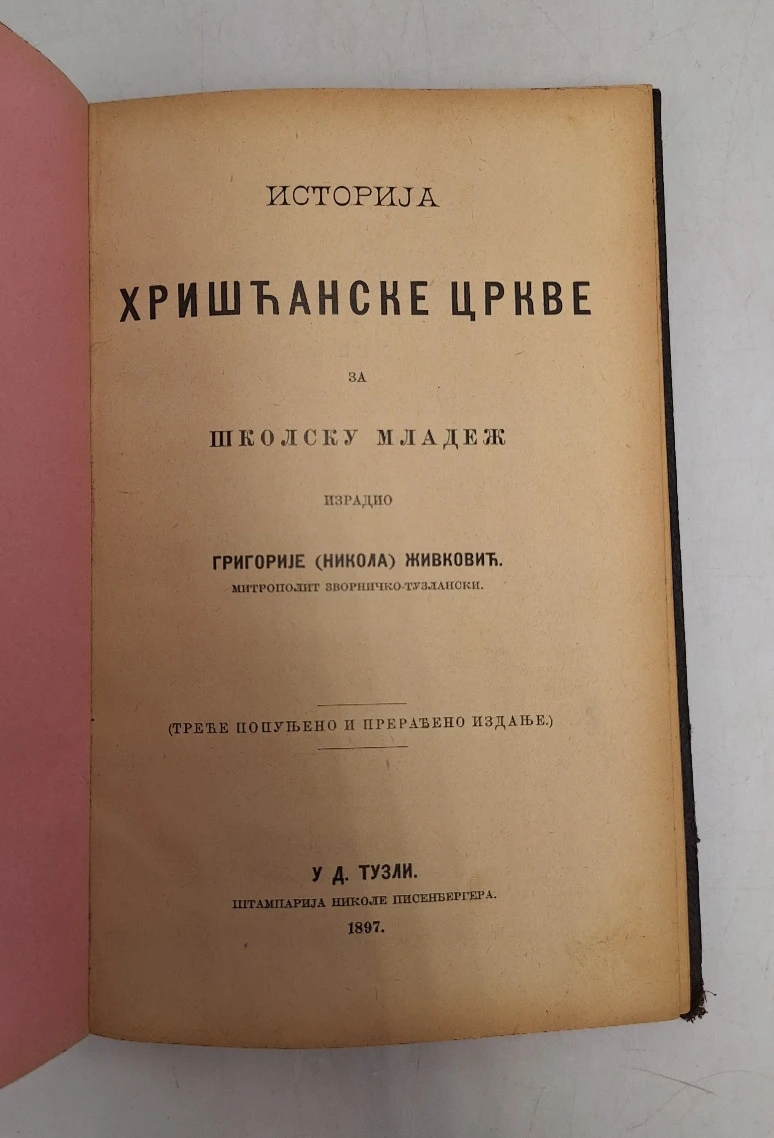 ИСТОРИЈА
ХРИШЋАНСКЕ ЦРКВЕ
ЗА
ШКОЛСКУ МЛАДЕЖ
ИЗРАДИО
ГРИГОРИЈЕ (НИКОЛА) ЖИВКОВИЋ.
МИТРОПОЛИТ ЗВОРНИЧКО-ТУЗЛАНСКИ.
(ТРЕЋЕ ПОПУЊЕНО И ПРЕРАЂЕНО ИЗДАЊЕ.)
У Д. ТУЗЛИ.
ШТАМПАРИЈА НИКОЛЕ ПИСЕНБЕРГЕРА.
1897.